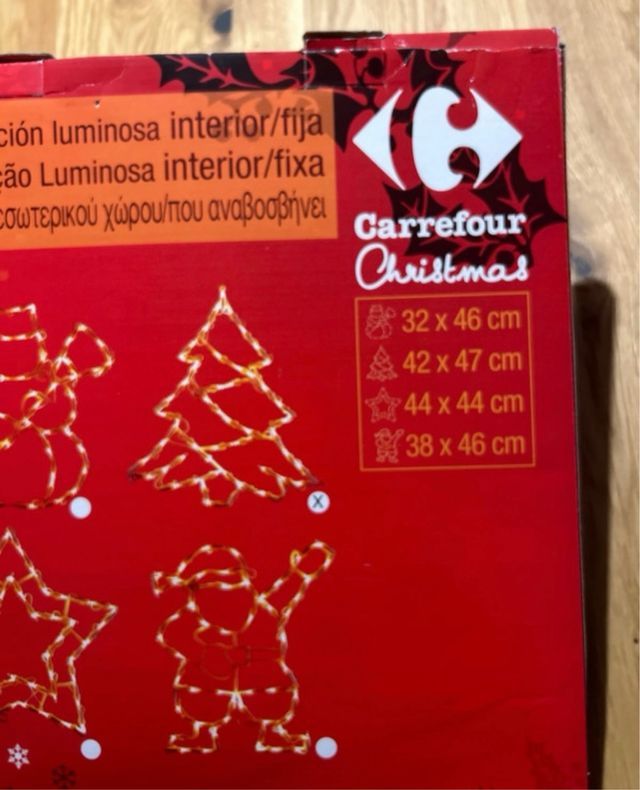 ción luminosa interior/fija
ção Luminosa interior/fixa
εσωτερικού χώρου/που αναβοσβήνει
Carrefour
Christmas
32 x 46 cm
42 x 47 cm
44 x 44 cm
38 x 46 cm
X